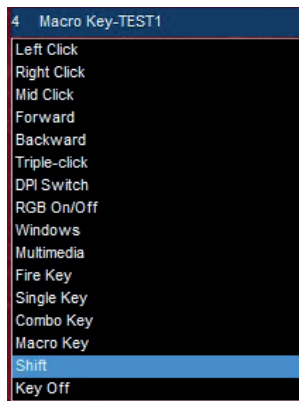 4 Macro Key-TEST1
Left Click
Right Click
Mid Click
Forward
Backward
Triple-click
DPI Switch
RGB On/Off
Windows
Multimedia
Fire Key
Single Key
Combo Key
Macro Key
Shift
Key Off